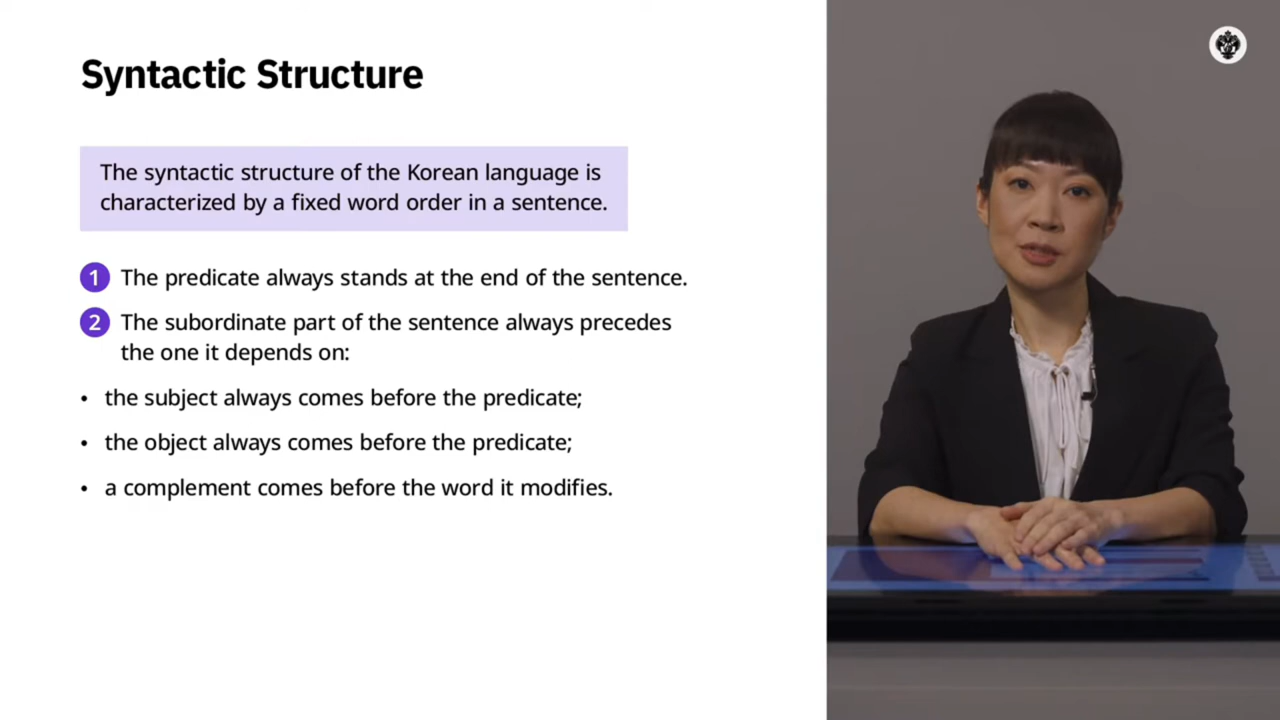 Syntactic Structure
The syntactic structure of the Korean language is
characterized by a fixed word order in a sentence.
1 The predicate always stands at the end of the sentence.
2 The subordinate part of the sentence always precedes
the one it depends on:
• the subject always comes before the predicate;
• the object always comes before the predicate;
• a complement comes before the word it modifies.